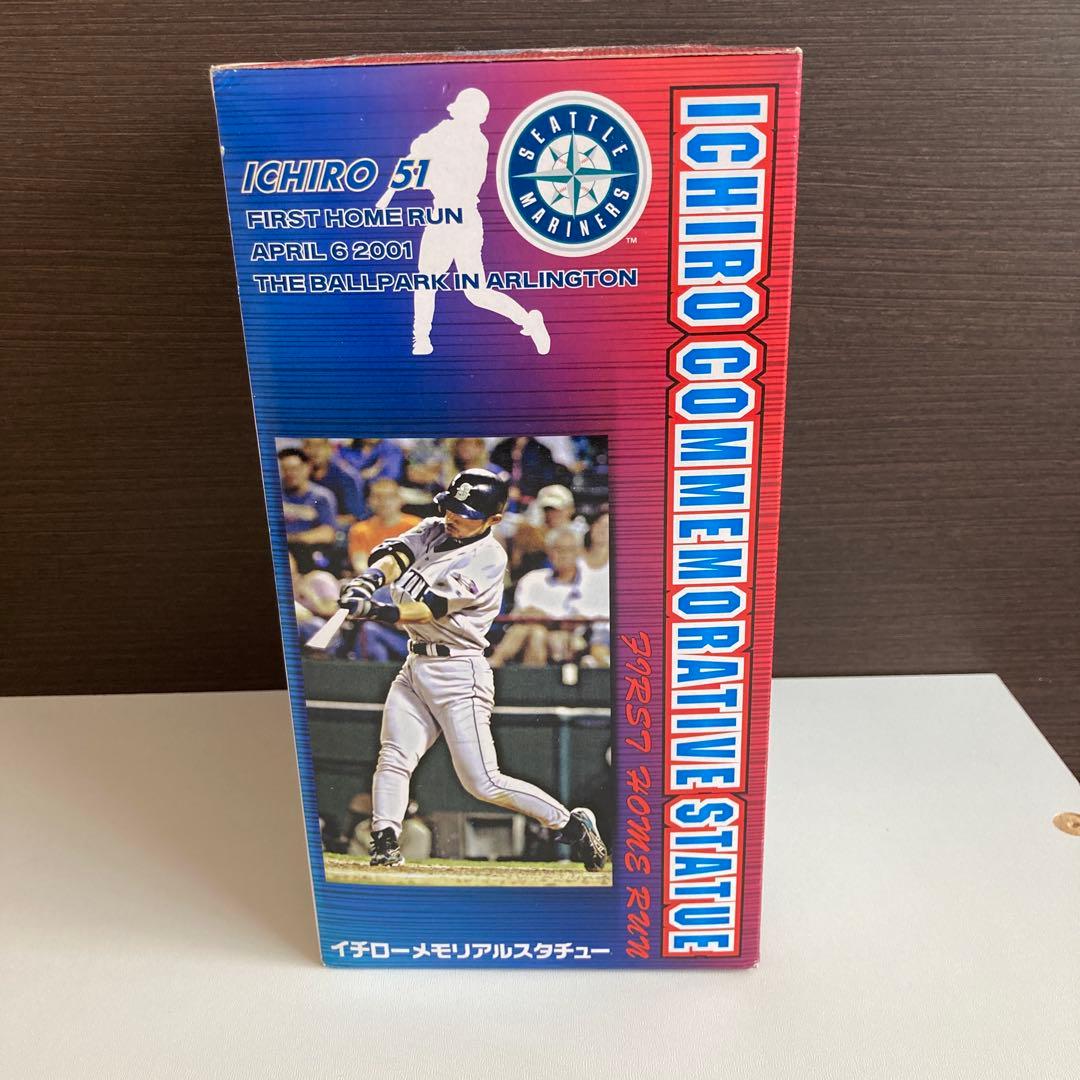 ICHIRO 51
FIRST HOME RUN
APRIL 6 2001
THE BALLPARK IN ARLINGTON
SEATTLE
MARINERS
TM
ICHIRO COMMEMORATIVE STATUE
FIRST HOME RUN
イチローメモリアルスタチュー